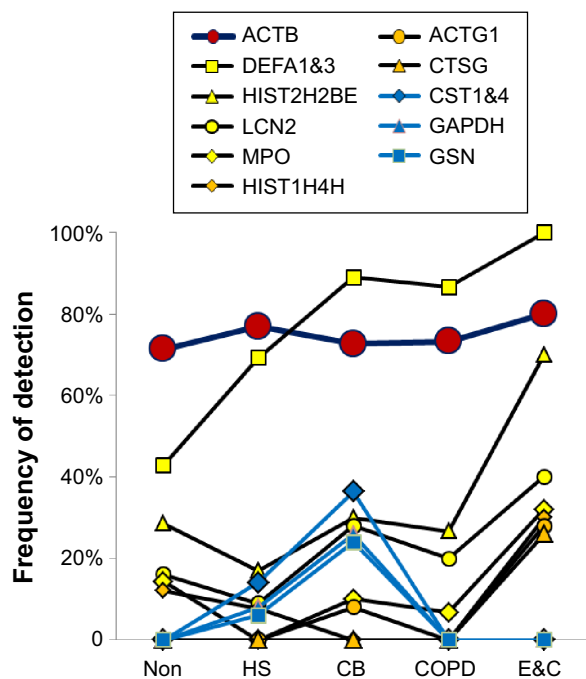 ACTB ACTG1
DEFA1&3 CTSG
HIST2H2BE CST1&4
LCN2 GAPDH
MPO GSN
HIST1H4H
Frequency of detection
100%
80%
60%
40%
20%
0
Non HS CB COPD E&C